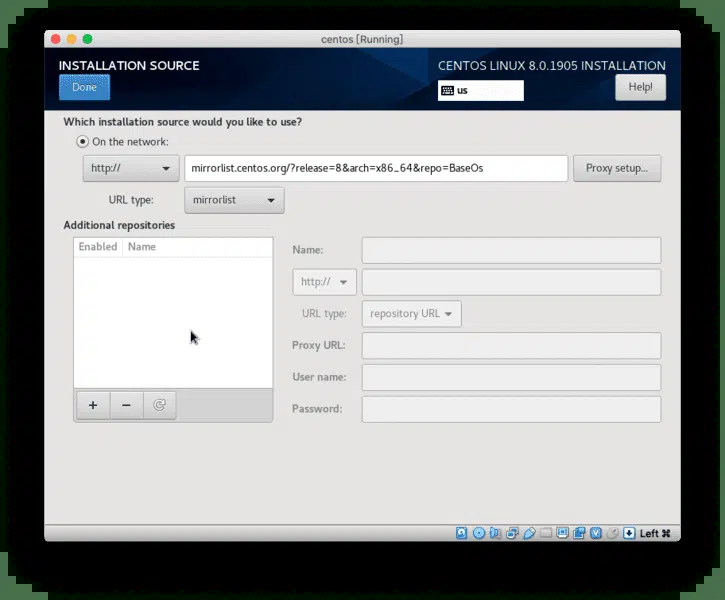 centos [Running]
INSTALLATION SOURCE
CENTOS LINUX 8.0.1905 INSTALLATION
Done
us
Help!
Which installation source would you like to use?
On the network:
http://
mirrorlist.centos.org/?release=8&arch=x86_64&repo=BaseOs
Proxy setup...
URL type:
mirrorlist
Additional repositories
Enabled Name
Name:
http://
URL type:
repository URL
Proxy URL:
User name:
Password:
Left ⌘